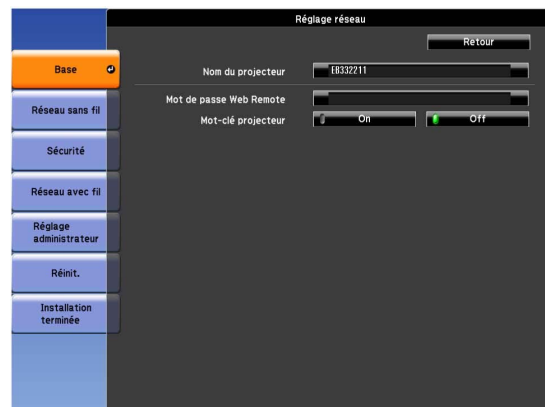 Réglage réseau
Retour
Base
Nom du projecteur
EB332211
Réseau sans fil
Mot de passe Web Remote
Mot-clé projecteur
On
Off
Sécurité
Réseau avec fil
Réglage
administrateur
Réinit.
Installation
terminée